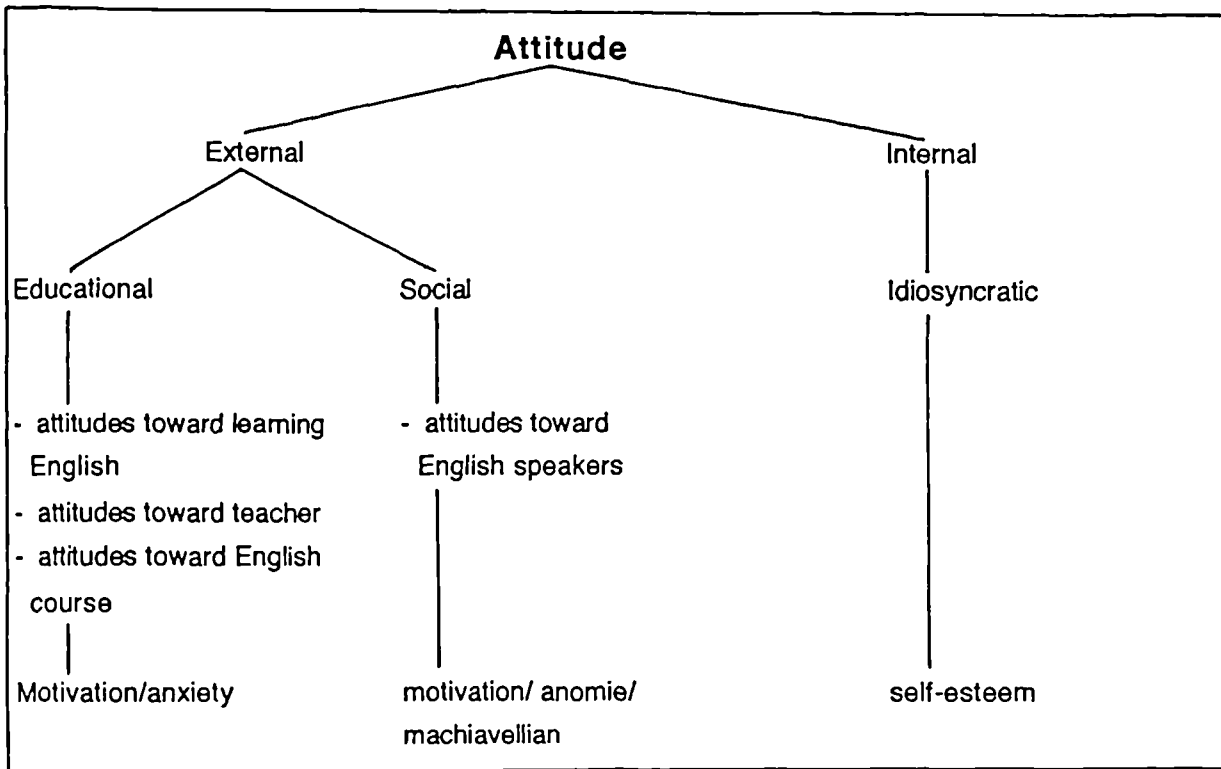 Attitude
External
Internal
Educational
Social
Idiosyncratic
- attitudes toward learning
English
- attitudes toward teacher
- attitudes toward English
course
- attitudes toward
English speakers
Motivation/anxiety
motivation/ anomie/
machiavellian
self-esteem